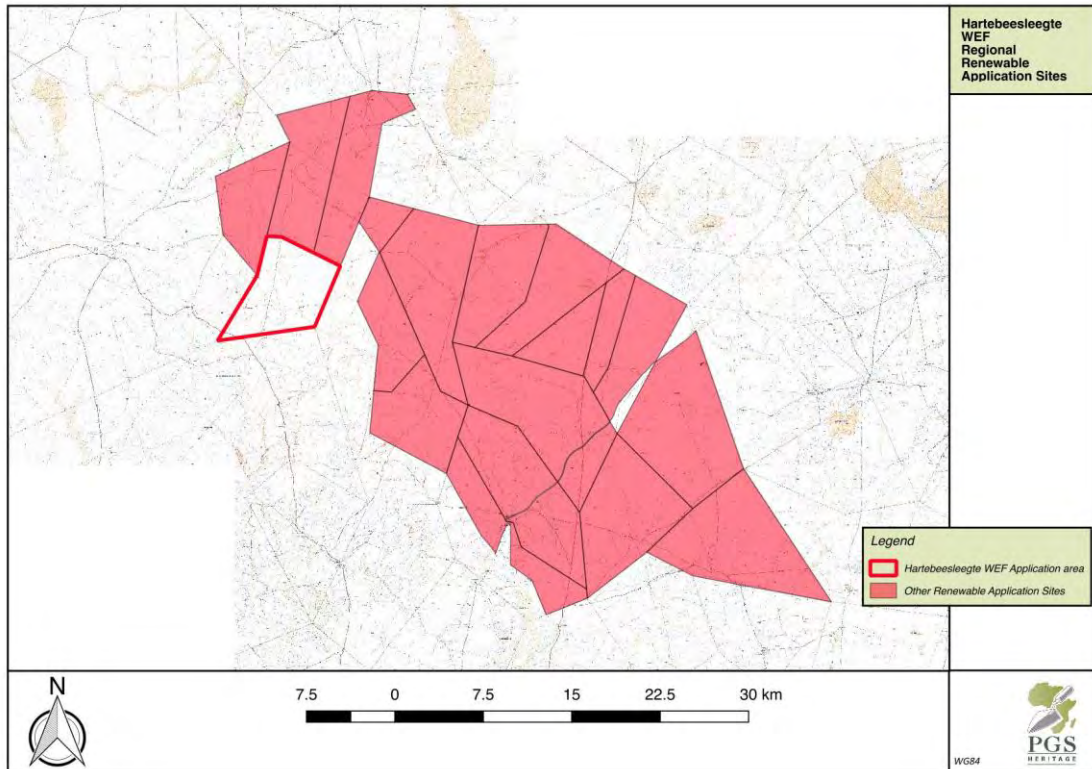 Hartebeesleegte
WEF
Regional
Renewable
Application Sites
Legend
Hartebeesleegte WEF Application area
Other Renewable Application Sites
N
7.5 0 7.5 15 22.5 30 km
WG84
PGS
HERITAGE